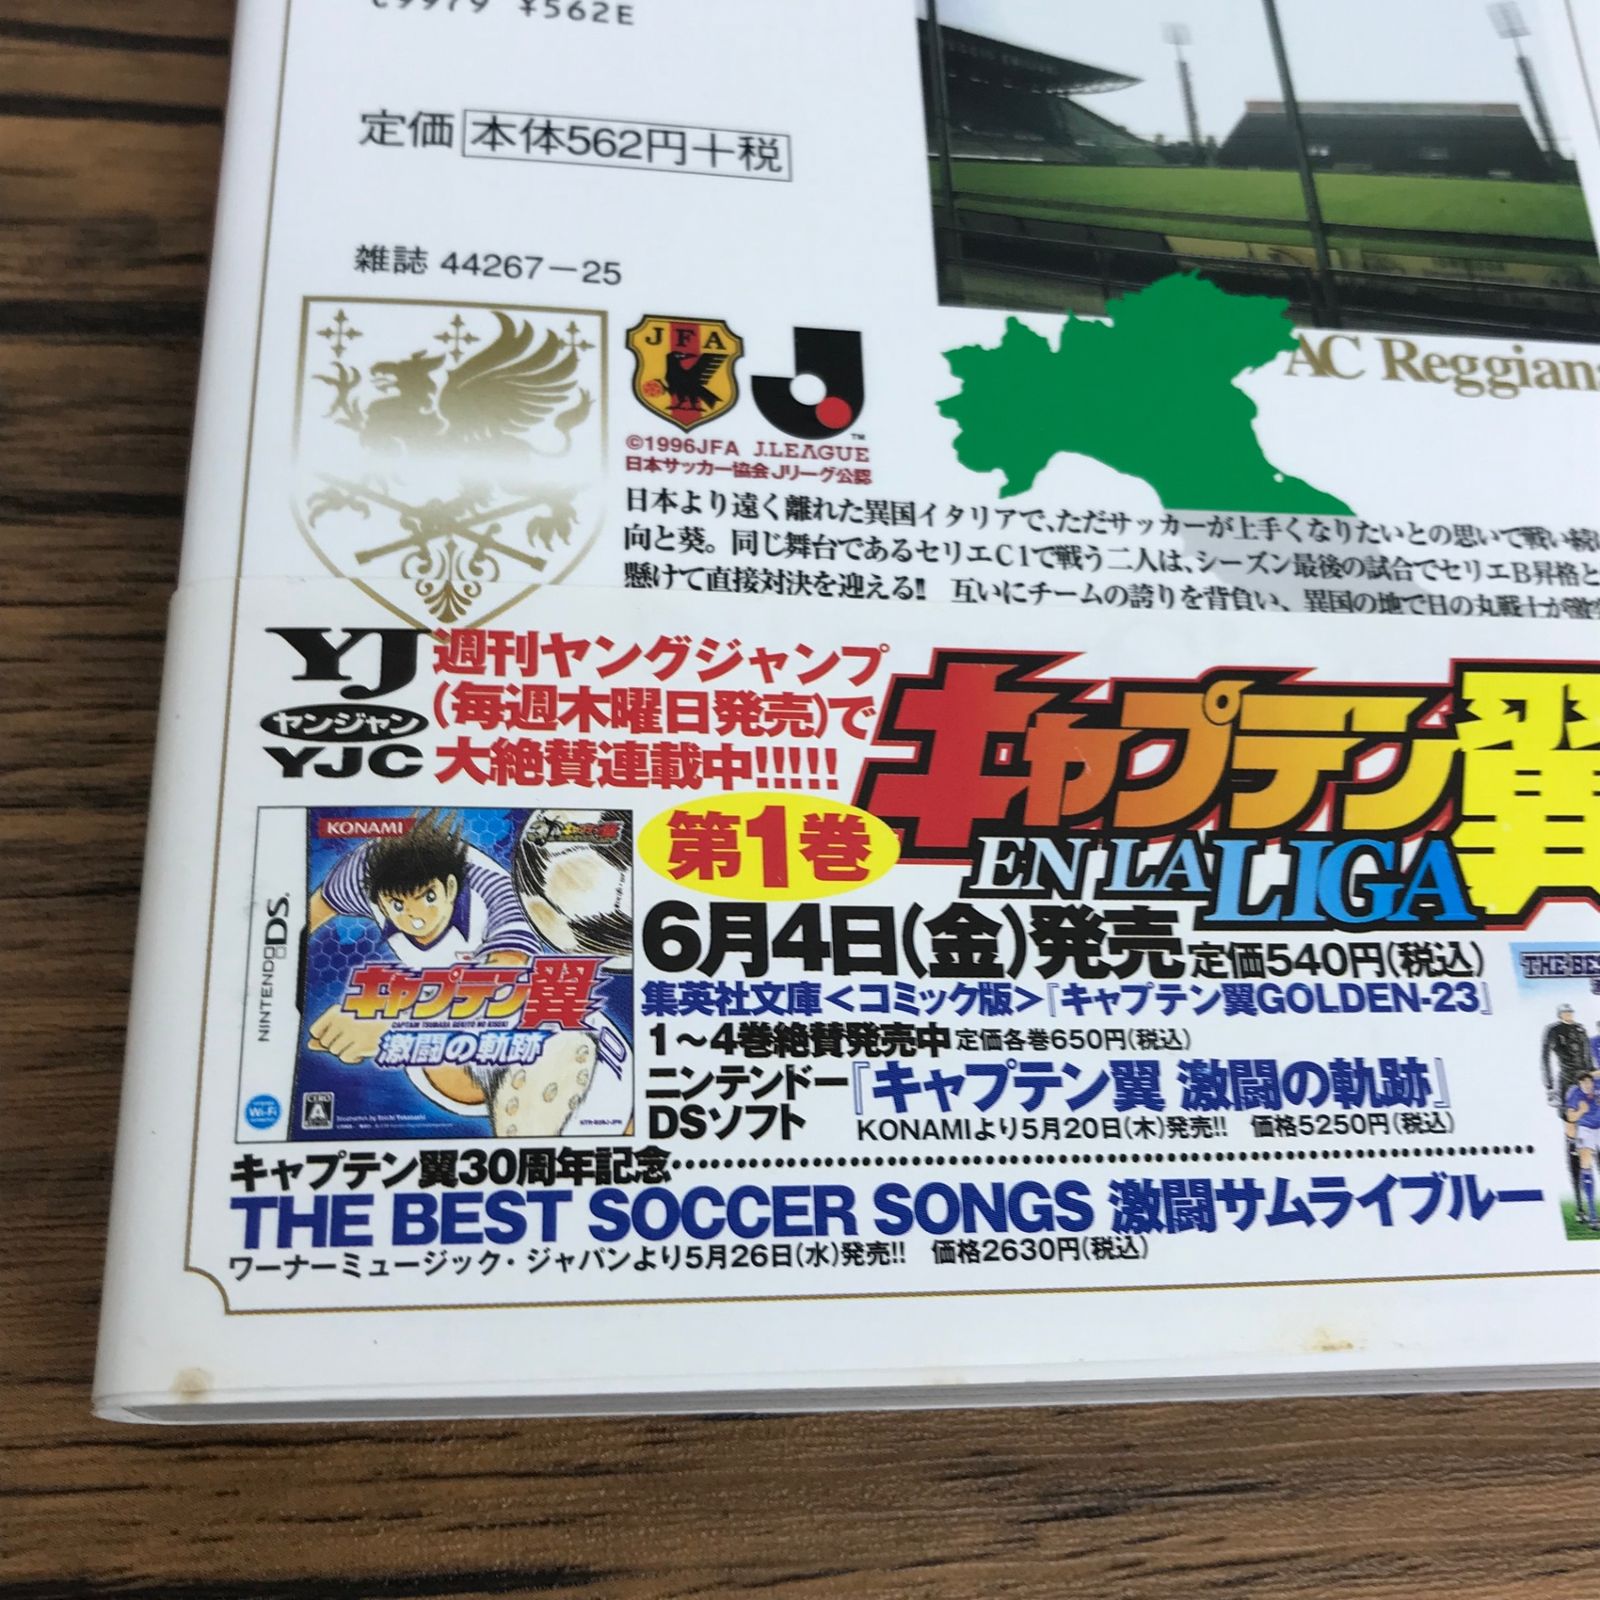 C9979 ¥562E
定価 本体562円+税
雑誌 44267-25
AC Reggiana
JFA
©1996JFA J.LEAGUE
TM
日本サッカー協会Jリーグ公認
日本より遠く離れた異国イタリアで、ただサッカーが上手くなりたいとの思いで戦い続け
向と葵。同じ舞台であるセリエC1で戦う二人は、シーズン最後の試合でセリエB昇格と
懸けて直接対決を迎える!! 互いにチームの誇りを背負い、異国の地で日の丸戦士が激突
YJ
ヤンジャン
YJC
週刊ヤングジャンプ
(毎週木曜日発売)で
大絶賛連載中!!!!!
第1巻
キャプテン翼
EN LA LIGA
6月4日(金)発売 定価540円(税込)
集英社文庫<コミック版>『キャプテン翼GOLDEN-23』
1〜4巻絶賛発売中 定価各巻650円(税込)
ニンテンドーDSソフト 『キャプテン翼 激闘の軌跡』
KONAMIより5月20日(木)発売!! 価格5250円(税込)
KONAMI
NINTENDO DS
キャプテン翼
CAPTAIN TSUBASA GEKITO NO KISEKI
激闘の軌跡
Wi-Fi
CERO
A
10
THE BES
キャプテン翼30周年記念
THE BEST SOCCER SONGS 激闘サムライブルー
ワーナーミュージック・ジャパンより5月26日(水)発売!! 価格2630円(税込)